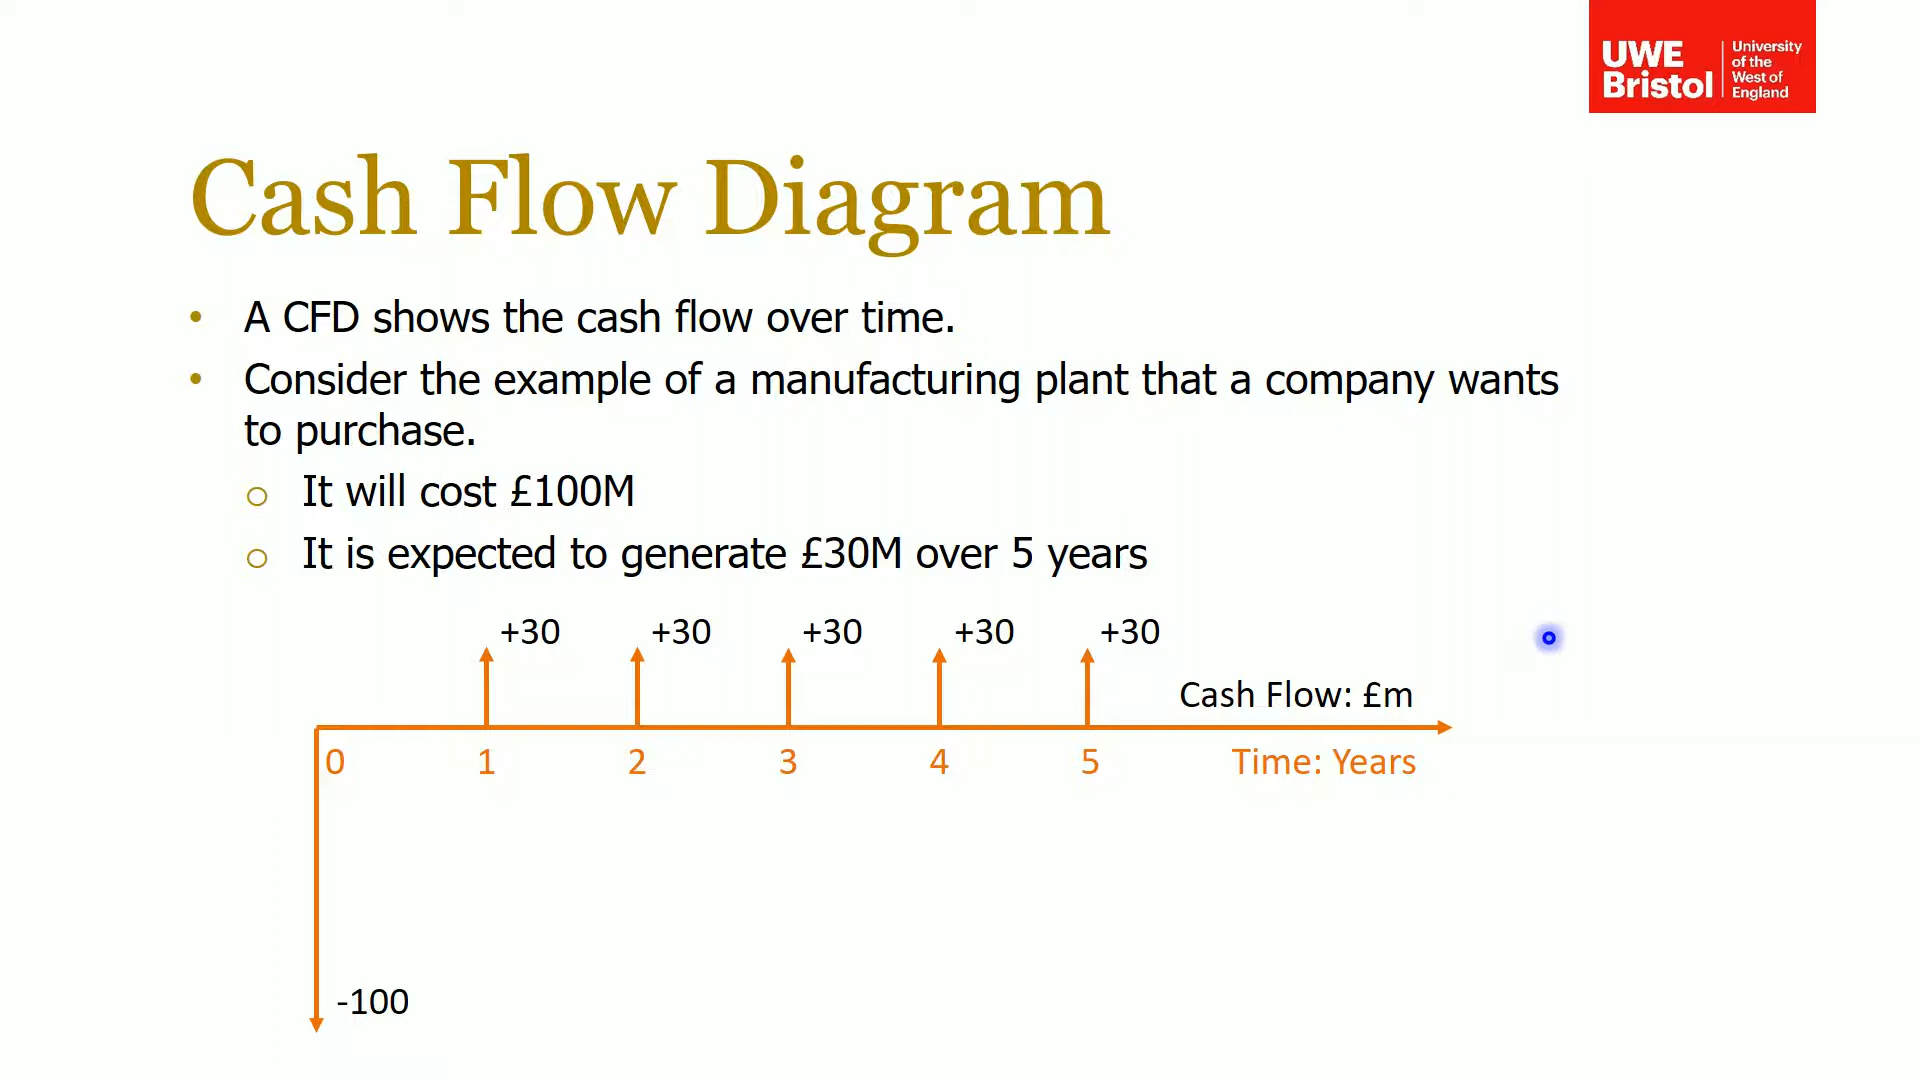 UWE
Bristol
University
of the
West of
England
Cash Flow Diagram
• A CFD shows the cash flow over time.
• Consider the example of a manufacturing plant that a company wants
to purchase.
o It will cost £100M
o It is expected to generate £30M over 5 years
+30 +30 +30 +30 +30
Cash Flow: £m
0 1 2 3 4 5 Time: Years
-100